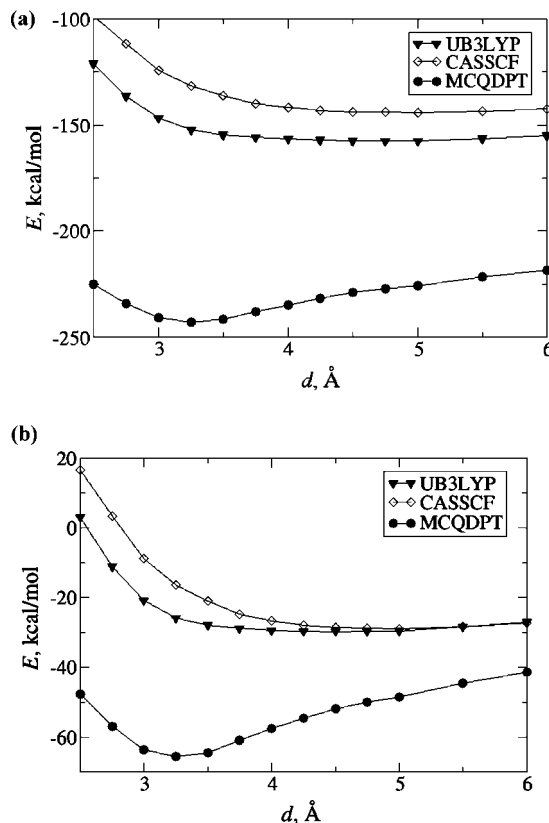 (a)
-100
-150
-200
-250
E, kcal/mol
UB3LYP
CASSCF
MCQDPT
3 4 5 6
d, Å
(b)
20
0
-20
-40
-60
E, kcal/mol
UB3LYP
CASSCF
MCQDPT
3 4 5 6
d, Å